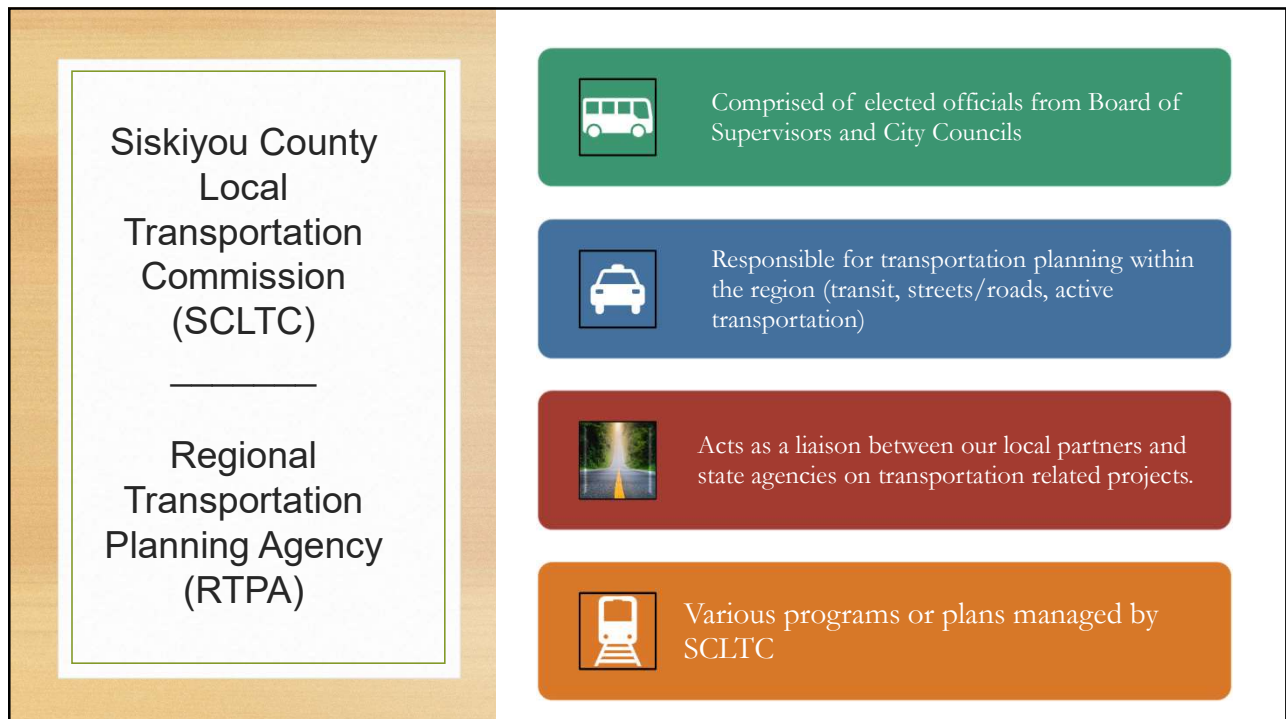 Siskiyou County
Local
Transportation
Commission
(SCLTC)
_______
Regional
Transportation
Planning Agency
(RTPA)
Comprised of elected officials from Board of
Supervisors and City Councils
Responsible for transportation planning within
the region (transit, streets/roads, active
transportation)
Acts as a liaison between our local partners and
state agencies on transportation related projects.
Various programs or plans managed by
SCLTC